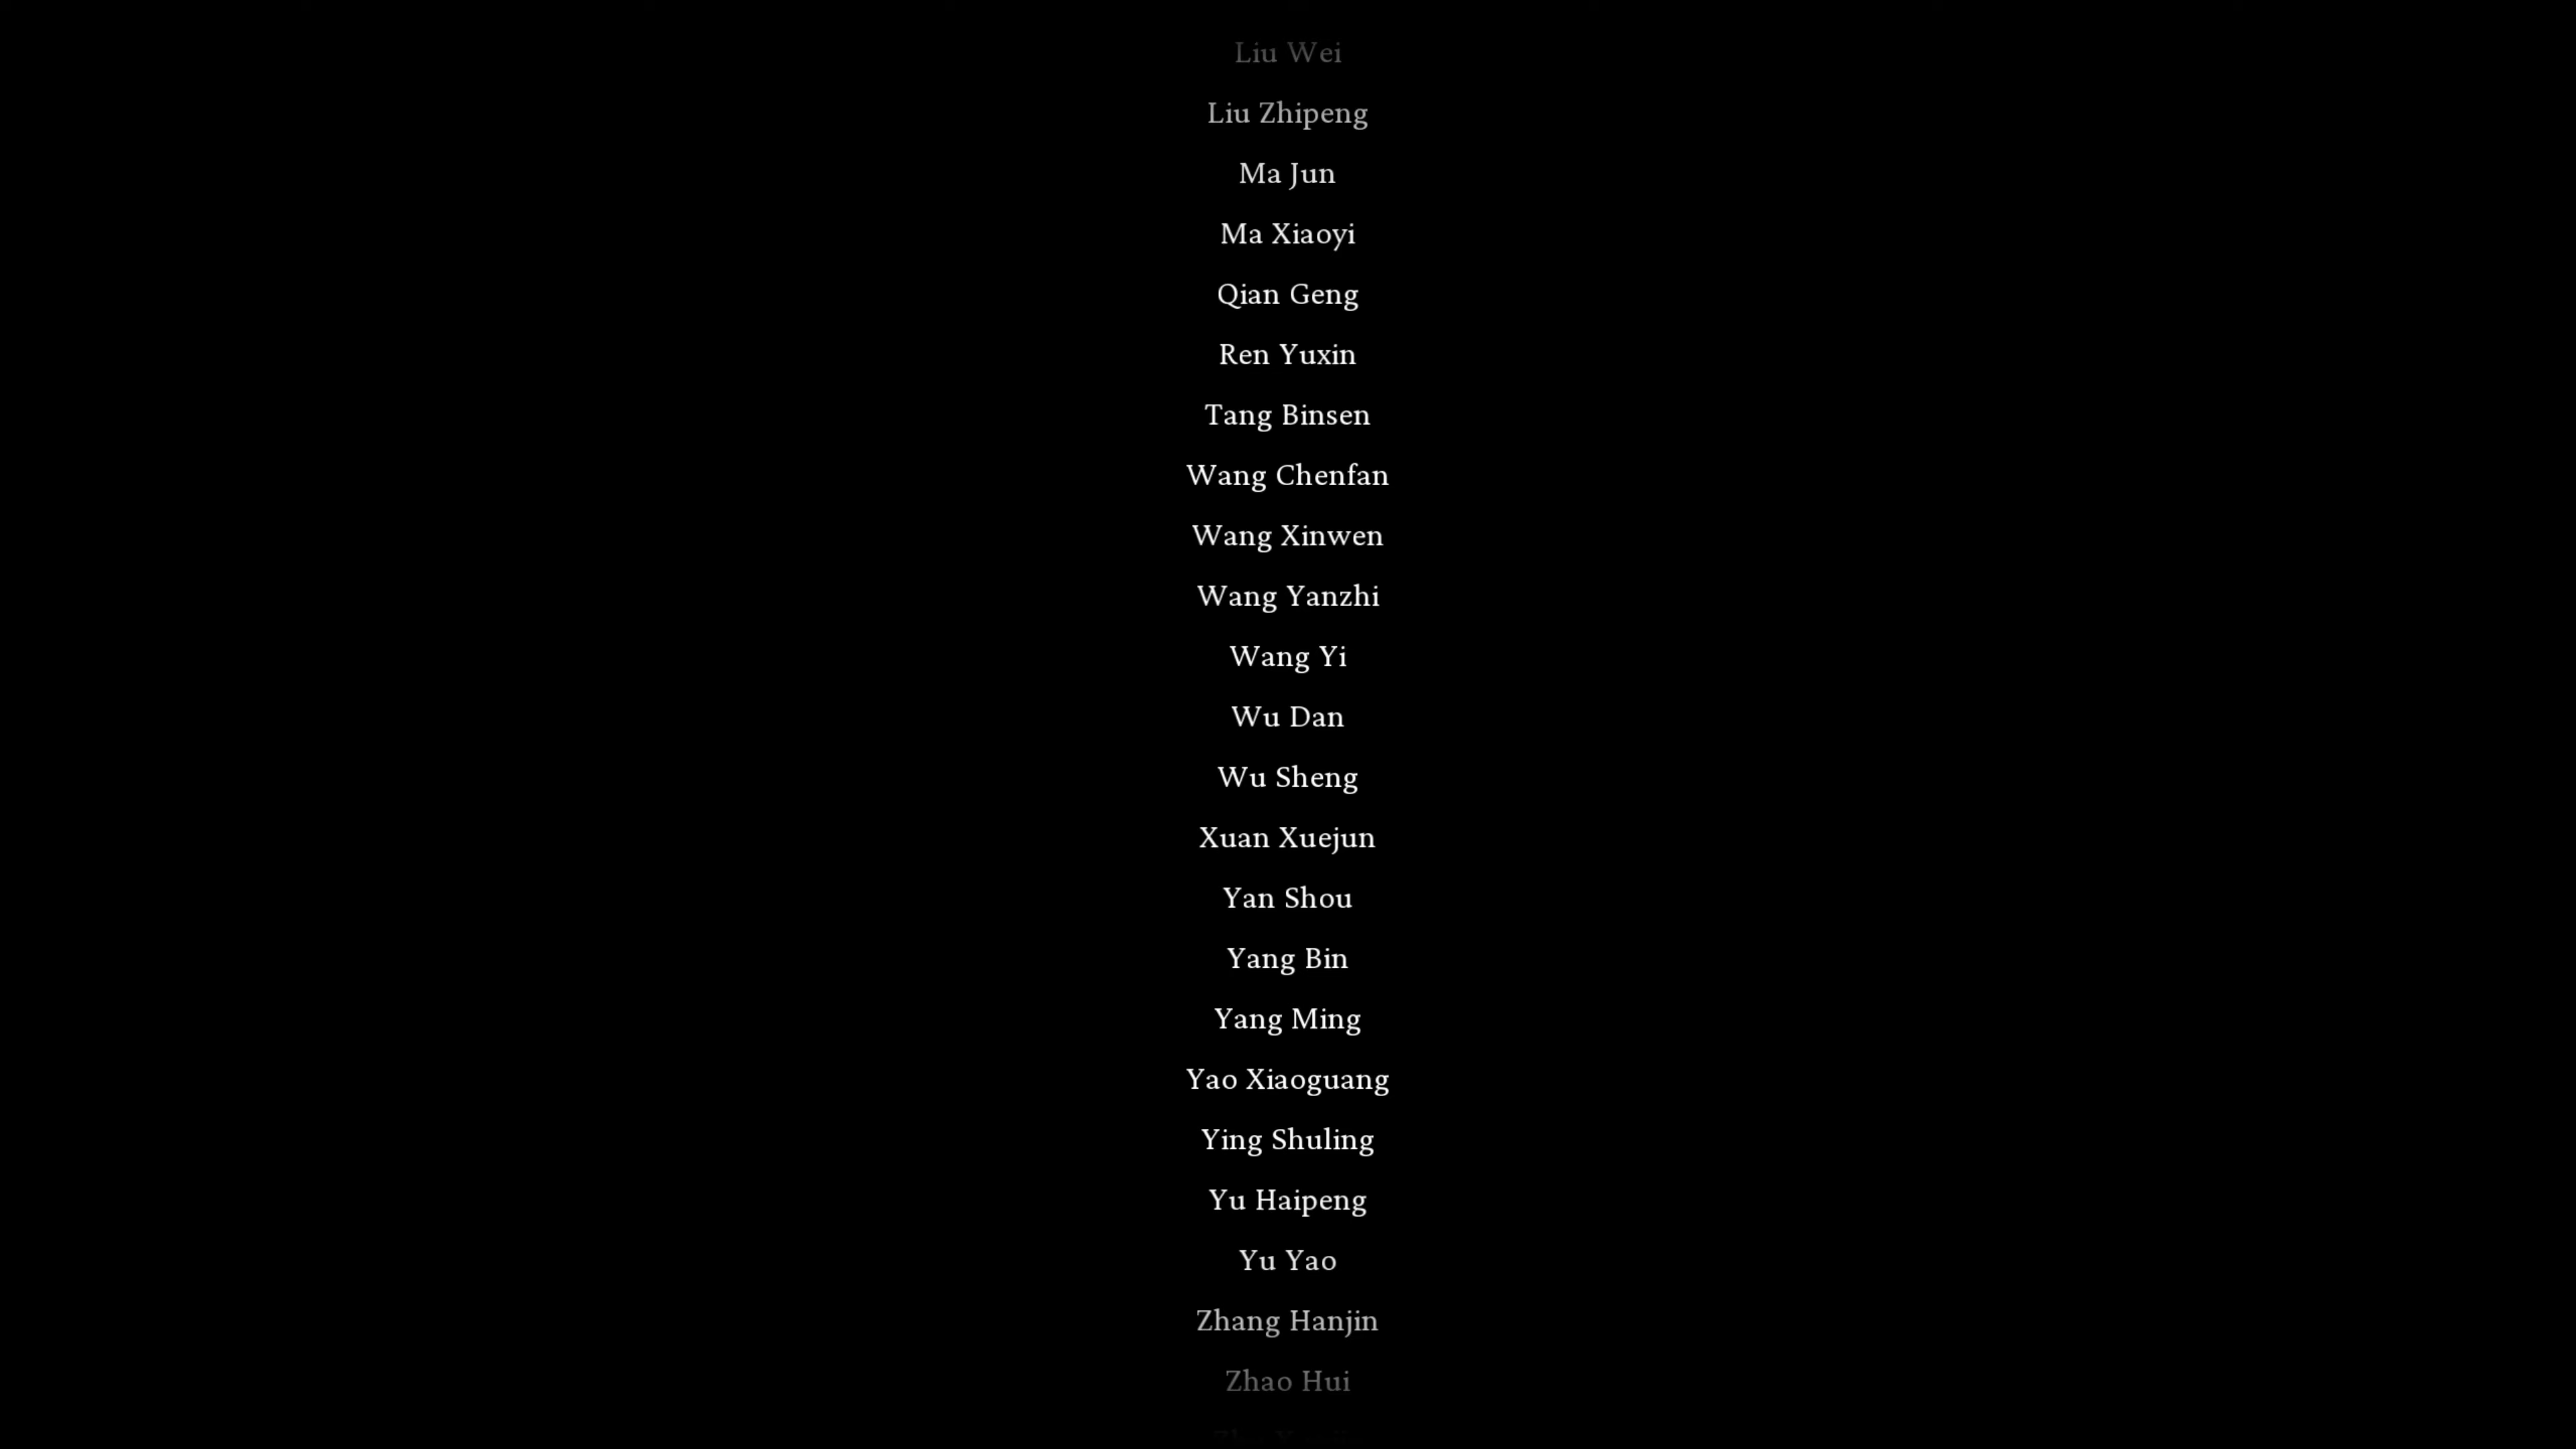 Liu Wei
Liu Zhipeng
Ma Jun
Ma Xiaoyi
Qian Geng
Ren Yuxin
Tang Binsen
Wang Chenfan
Wang Xinwen
Wang Yanzhi
Wang Yi
Wu Dan
Wu Sheng
Xuan Xuejun
Yan Shou
Yang Bin
Yang Ming
Yao Xiaoguang
Ying Shuling
Yu Haipeng
Yu Yao
Zhang Hanjin
Zhao Hui